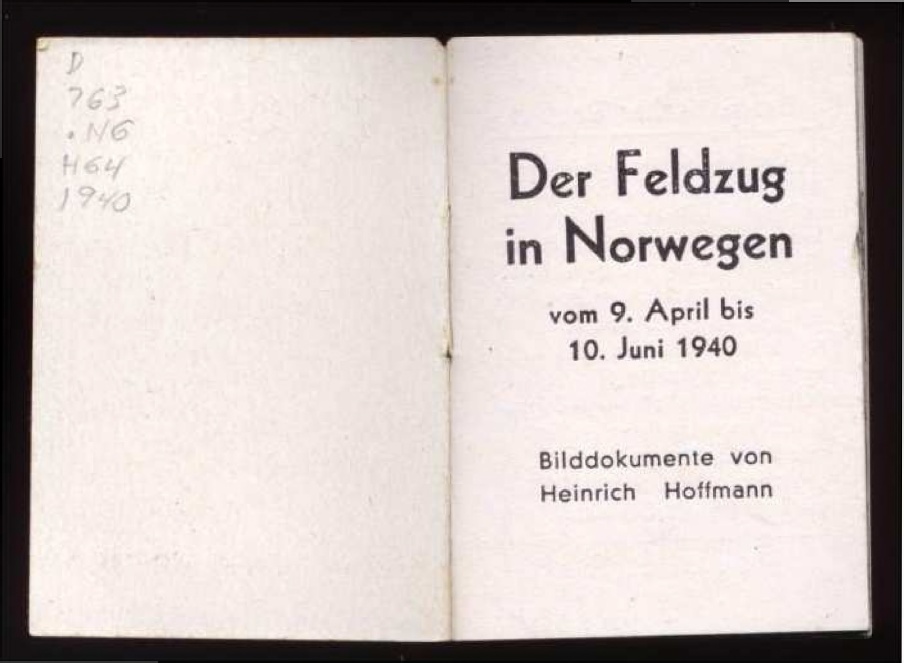 D
763
.N6
H64
1940
Der Feldzug
in Norwegen
vom 9. April bis
10. Juni 1940
Bilddokumente von
Heinrich Hoffmann